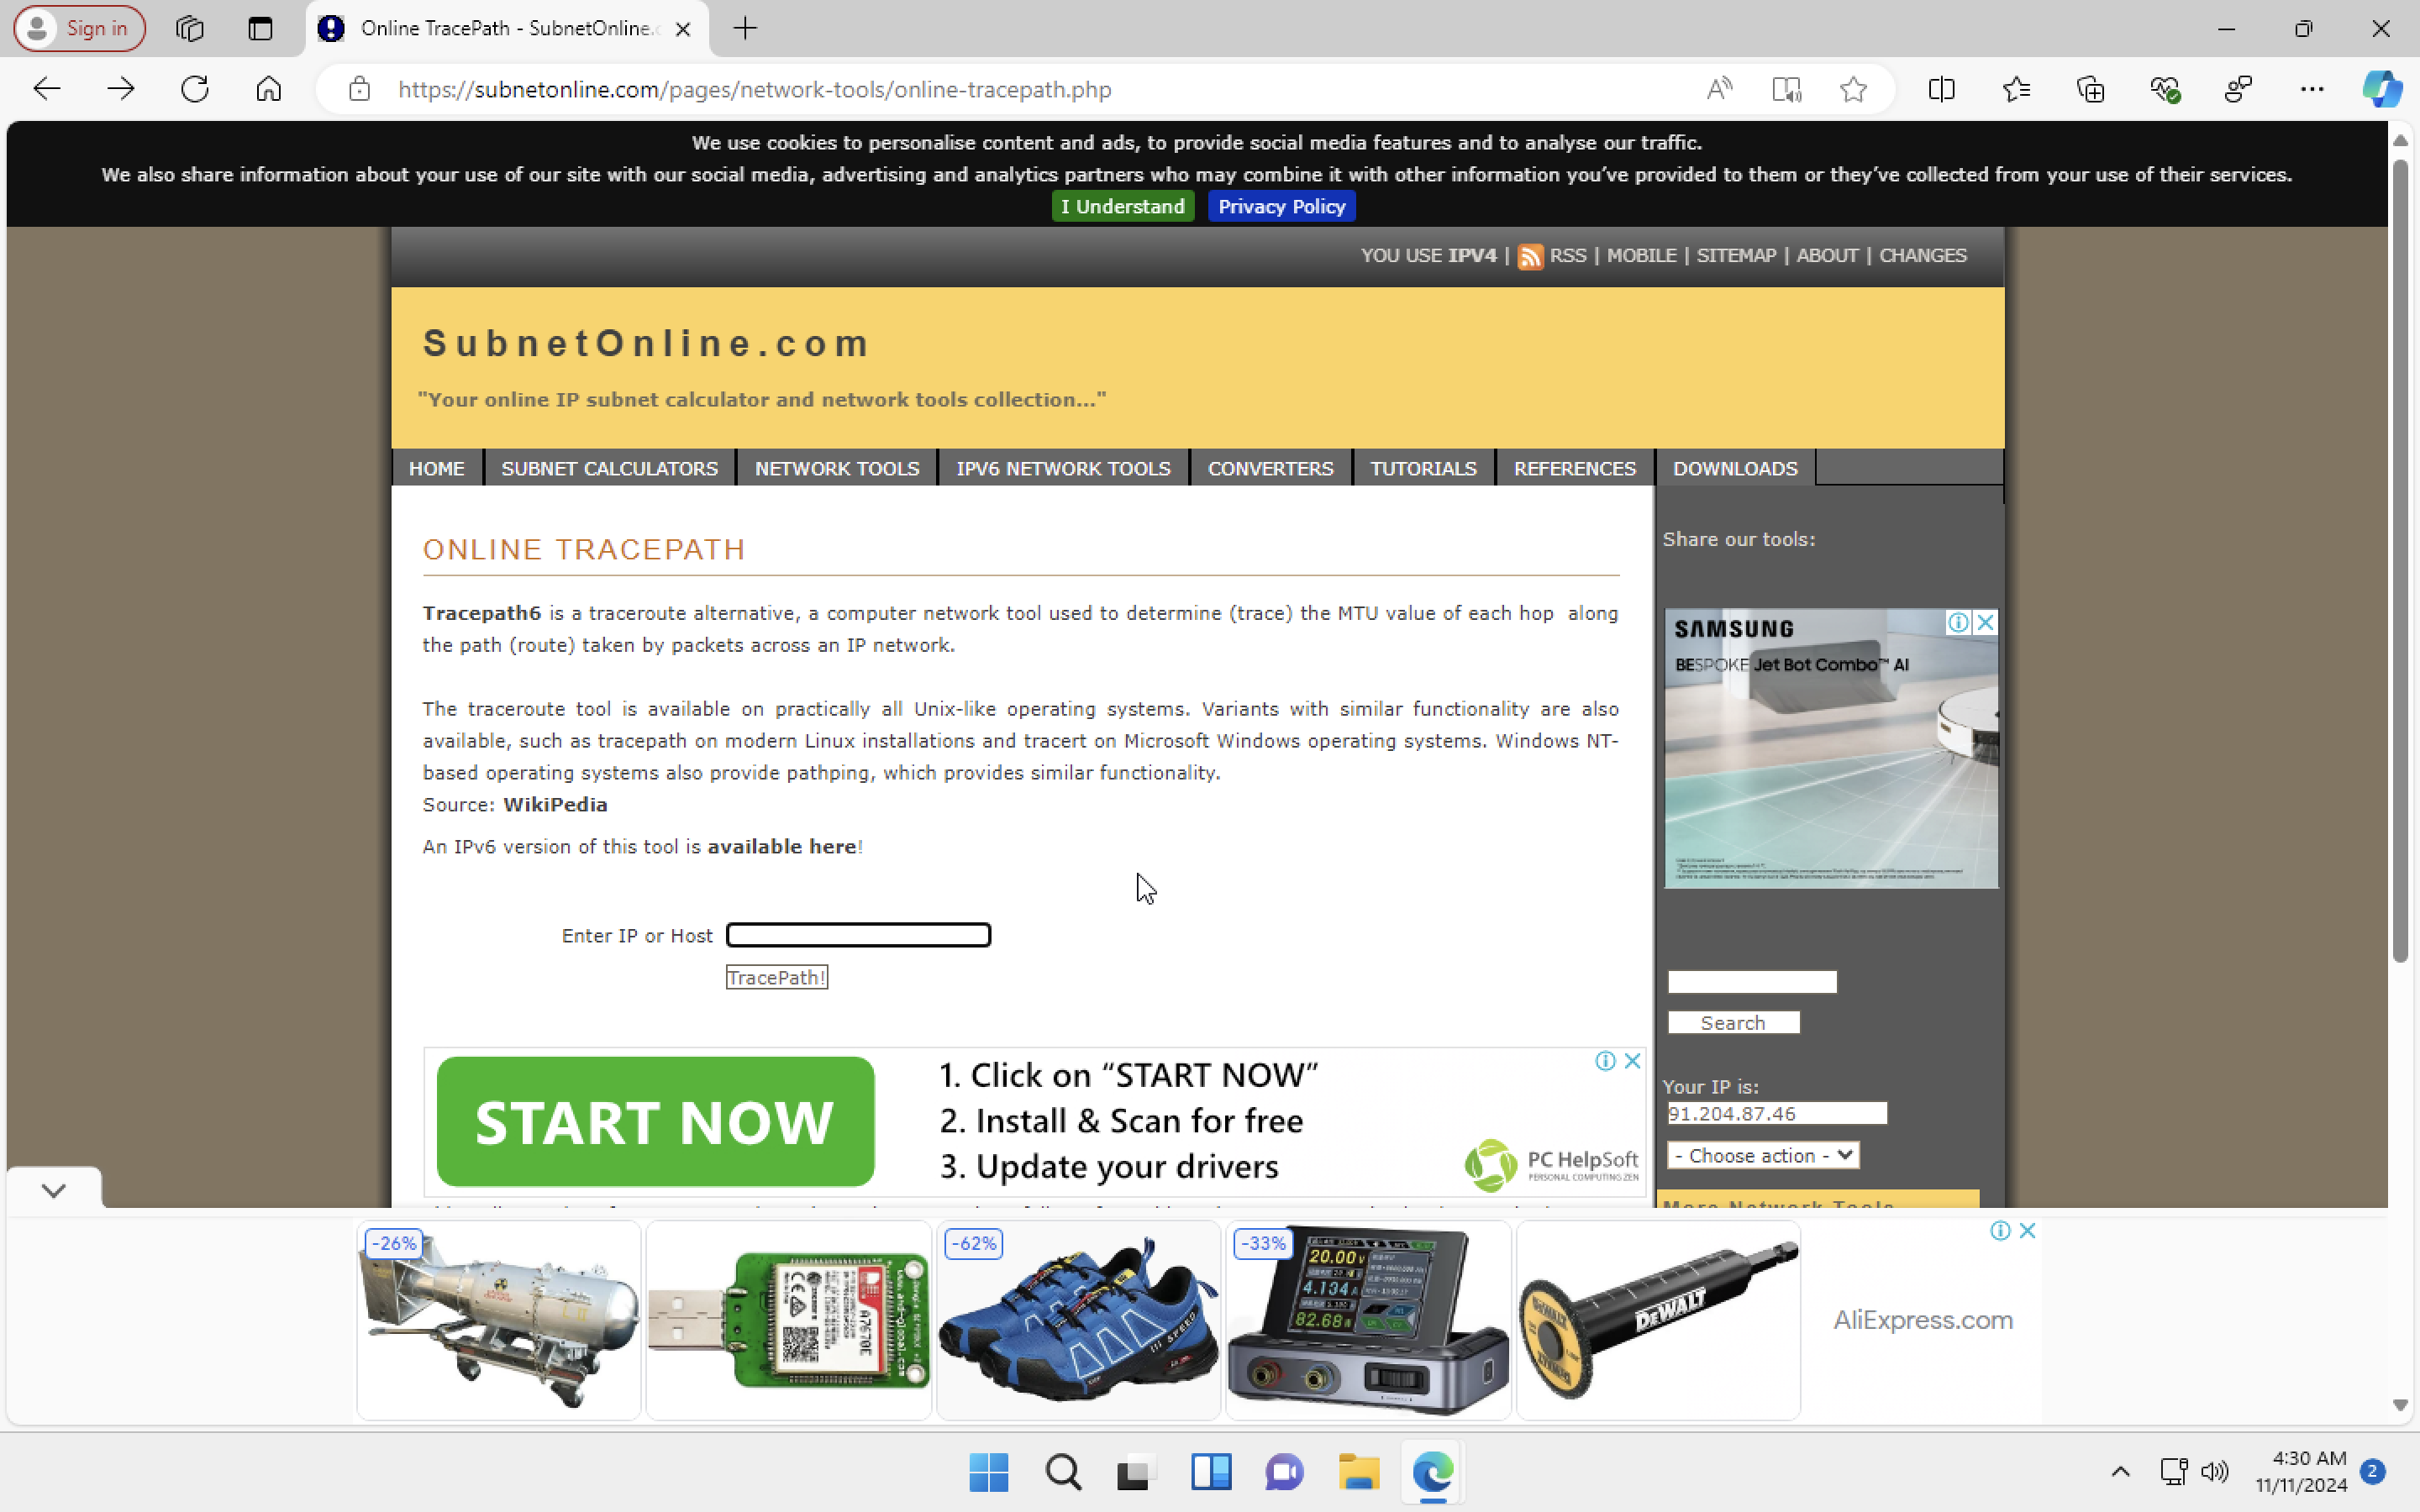 Sign in
Online TracePath - SubnetOnline.c
https://subnetonline.com/pages/network-tools/online-tracepath.php
We use cookies to personalise content and ads, to provide social media features and to analyse our traffic.
We also share information about your use of our site with our social media, advertising and analytics partners who may combine it with other information you’ve provided to them or they’ve collected from your use of their services.
I Understand Privacy Policy
YOU USE IPV4 | RSS | MOBILE | SITEMAP | ABOUT | CHANGES
SubnetOnline.com
"Your online IP subnet calculator and network tools collection..."
HOME SUBNET CALCULATORS NETWORK TOOLS IPV6 NETWORK TOOLS CONVERTERS TUTORIALS REFERENCES DOWNLOADS
ONLINE TRACEPATH
Tracepath6 is a traceroute alternative, a computer network tool used to determine (trace) the MTU value of each hop along
the path (route) taken by packets across an IP network.
The traceroute tool is available on practically all Unix-like operating systems. Variants with similar functionality are also
available, such as tracepath on modern Linux installations and tracert on Microsoft Windows operating systems. Windows NT-
based operating systems also provide pathping, which provides similar functionality.
Source: WikiPedia
An IPv6 version of this tool is available here!
Enter IP or Host
TracePath!
Share our tools:
SAMSUNG
BESPOKE Jet Bot Combo™ AI
Search
Your IP is:
91.204.87.46
- Choose action -
More Network Tools
START NOW
1. Click on “START NOW”
2. Install & Scan for free
3. Update your drivers
PC HelpSoft
PERSONAL COMPUTING ZEN
-26%
A7670E
-62%
SPEED
-33%
20.00V
4.134A
82.68W
DEWALT
AliExpress.com
4:30 AM
11/11/2024
2